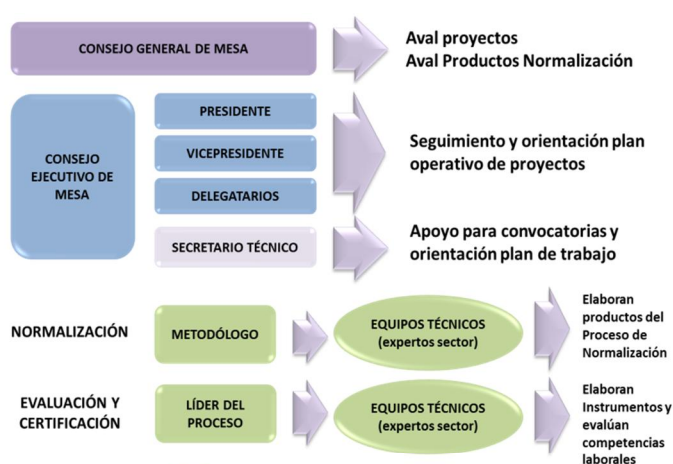 CONSEJO GENERAL DE MESA
Aval proyectos
Aval Productos Normalización
CONSEJO
EJECUTIVO DE
MESA
PRESIDENTE
VICEPRESIDENTE
DELEGATARIOS
Seguimiento y orientación plan
operativo de proyectos
SECRETARIO TÉCNICO
Apoyo para convocatorias y
orientación plan de trabajo
NORMALIZACIÓN
METODÓLOGO
EQUIPOS TÉCNICOS
(expertos sector)
Elaboran
productos del
Proceso de
Normalización
EVALUACIÓN Y
CERTIFICACIÓN
LÍDER DEL
PROCESO
EQUIPOS TÉCNICOS
(expertos sector)
Elaboran
Instrumentos y
evalúan
competencias
laborales